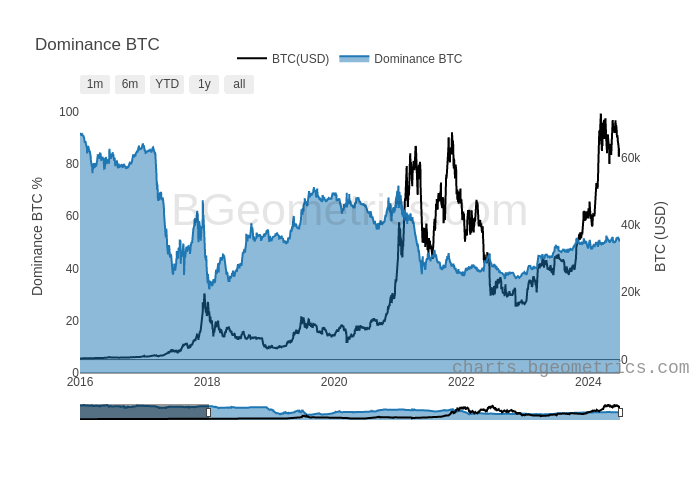 Dominance BTC
BTC(USD) Dominance BTC
1m 6m YTD 1y all
100
80
60
40
20
0
Dominance BTC %
BGeometrics.com
60k
40k
20k
0
BTC (USD)
charts.bgeometrics.com
2016 2018 2020 2022 2024